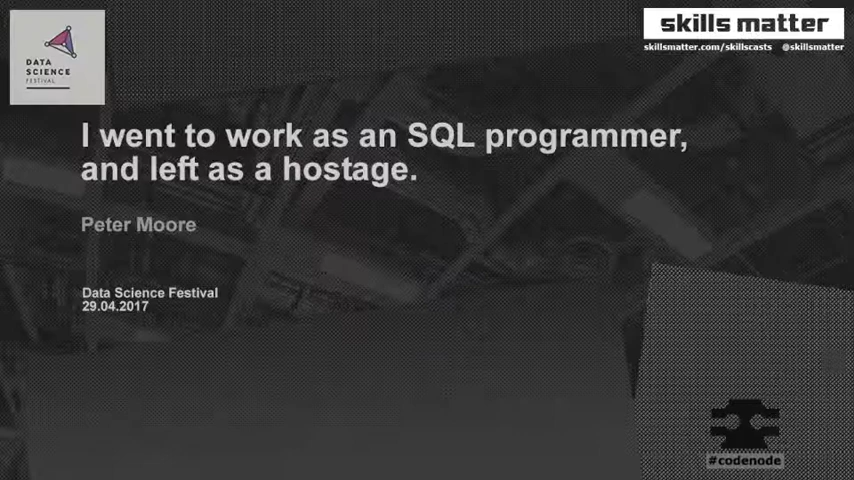 DATA
SCIENCE
FESTIVAL
skills matter
skillsmatter.com/skillscasts @skillsmatter
I went to work as an SQL programmer,
and left as a hostage.
Peter Moore
Data Science Festival
29.04.2017
#codenode